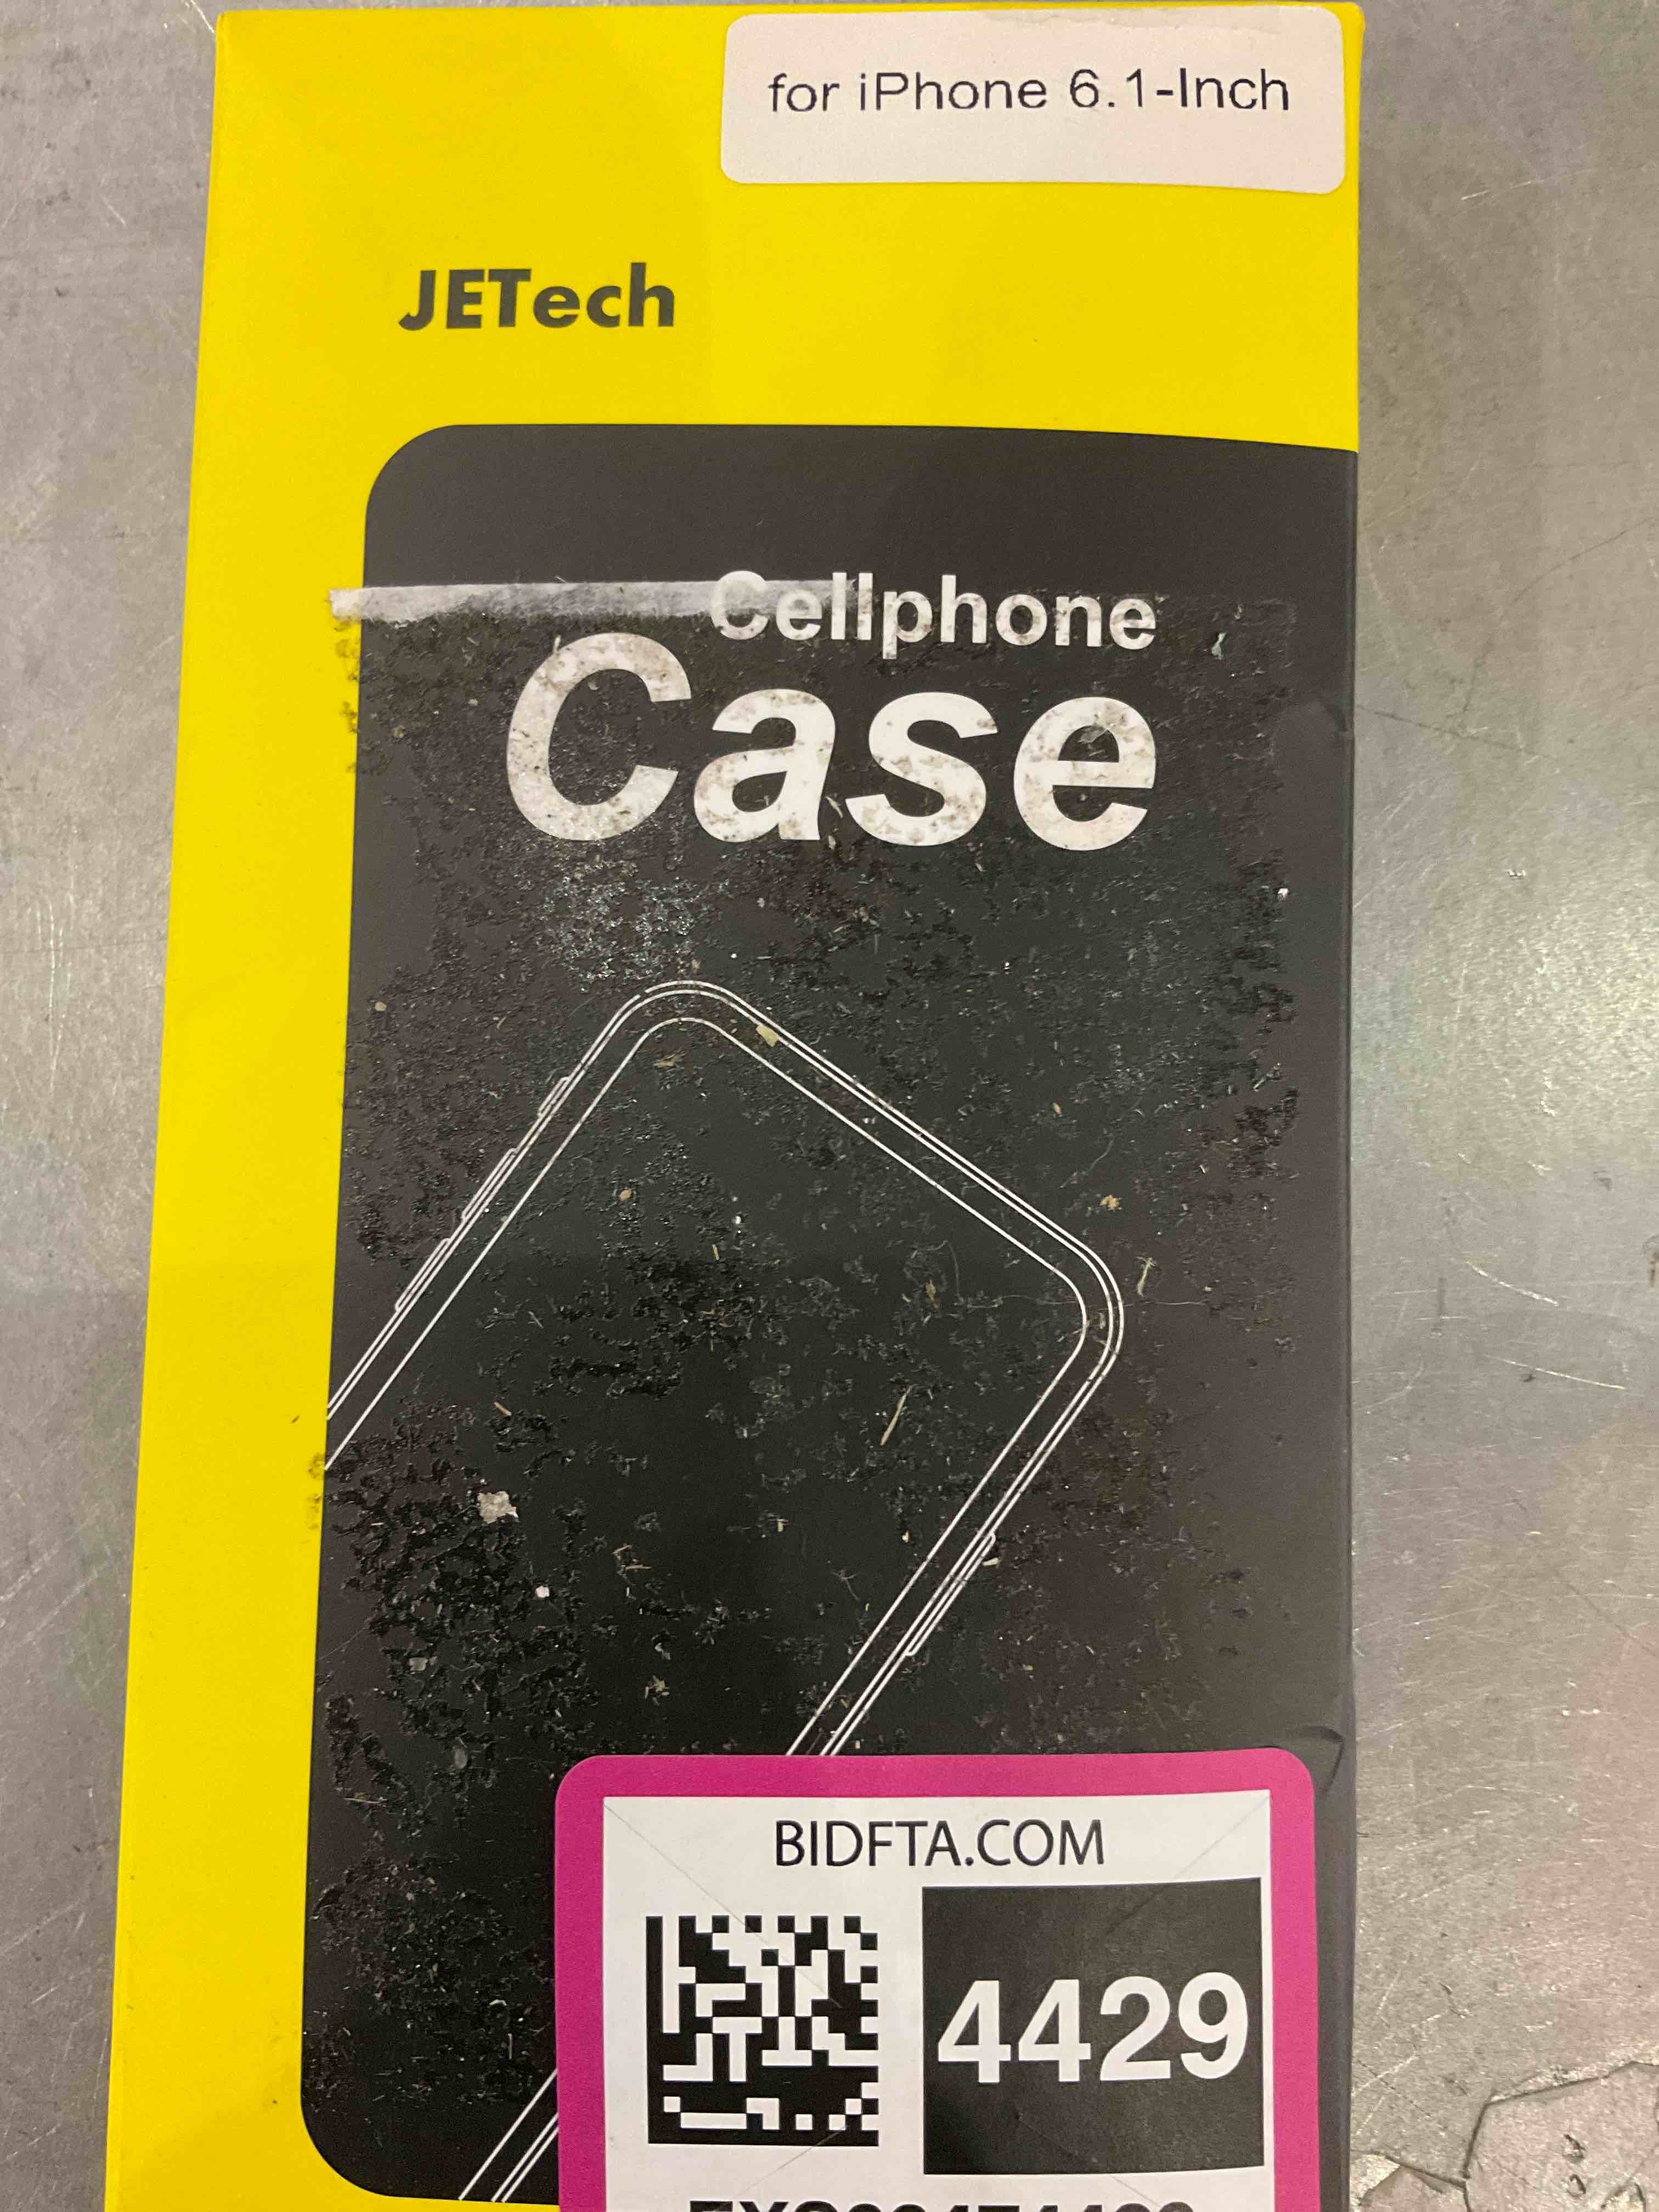 for iPhone 6.1-Inch
JETech
Cellphone
Case
BIDFTA.COM
4429